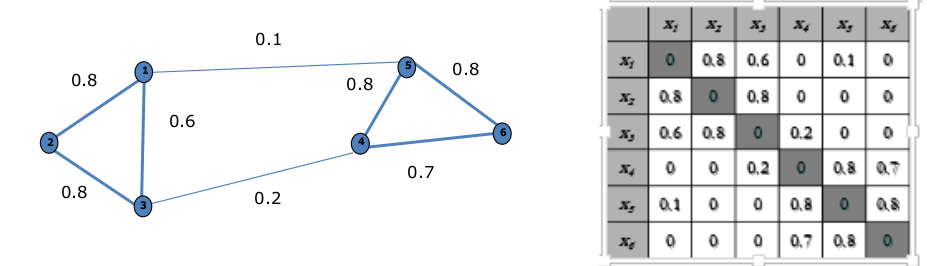 0.1
0.8
0.6
0.8
0.2
0.8
0.8
0.7
1
2
3
4
5
6
x₁ x₂ x₃ x₄ x₅ x₆
x₁ 0 0.8 0.6 0 0.1 0
x₂ 0.8 0 0.8 0 0 0
x₃ 0.6 0.8 0 0.2 0 0
x₄ 0 0 0.2 0 0.8 0.7
x₅ 0.1 0 0 0.8 0 0.8
x₆ 0 0 0 0.7 0.8 0